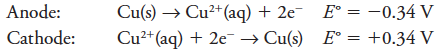 Anode: Cu(s) → Cu²⁺(aq) + 2e⁻ E° = −0.34 V
Cathode: Cu²⁺(aq) + 2e⁻ → Cu(s) E° = +0.34 V